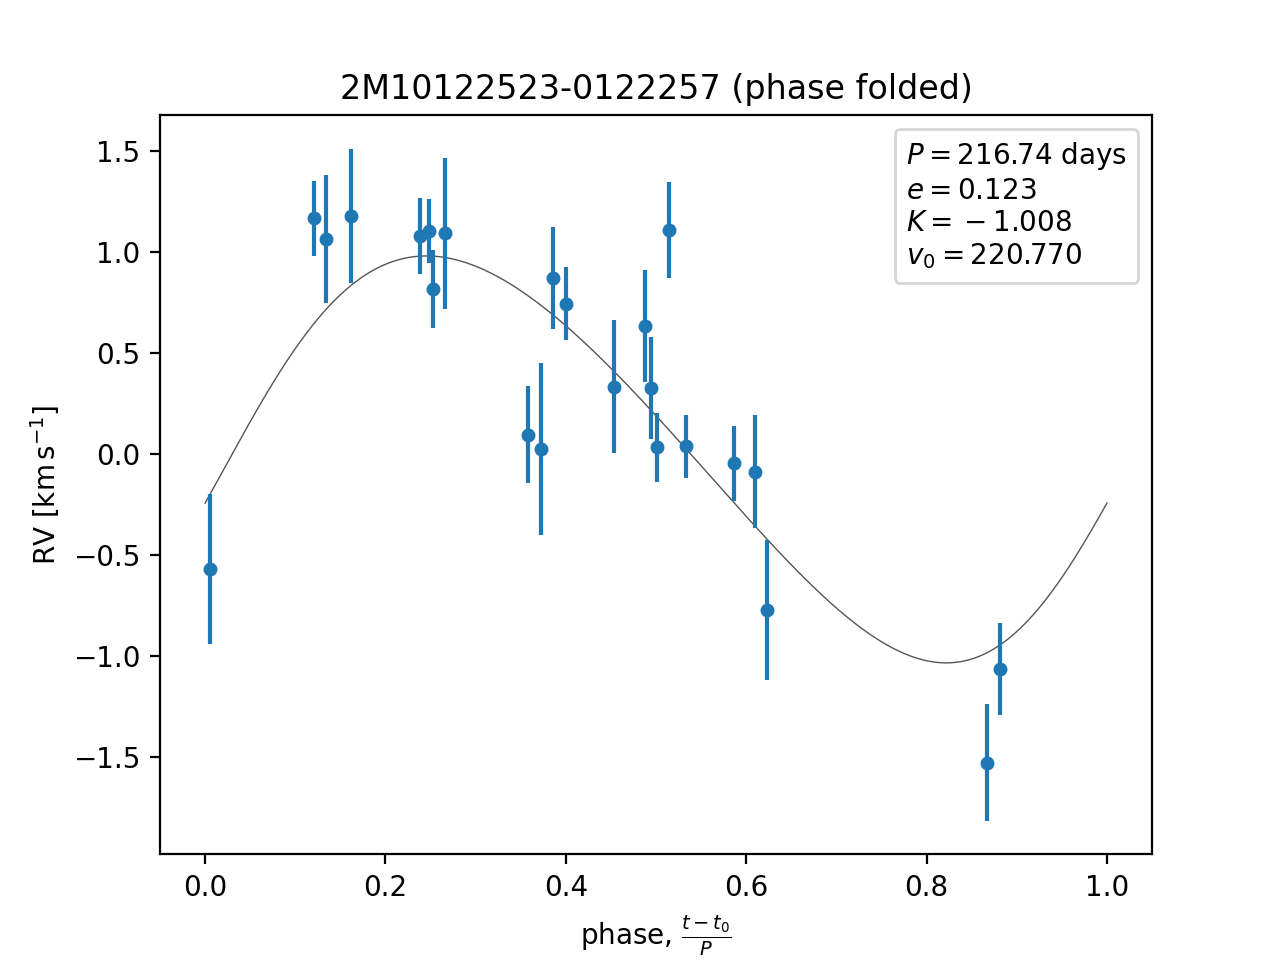 2M10122523-0122257 (phase folded)
P = 216.74 days
e = 0.123
K = −1.008
v₀ = 220.770
1.5
1.0
0.5
0.0
−0.5
−1.0
−1.5
RV [km s⁻¹]
0.0 0.2 0.4 0.6 0.8 1.0
phase, (t − t₀)/P